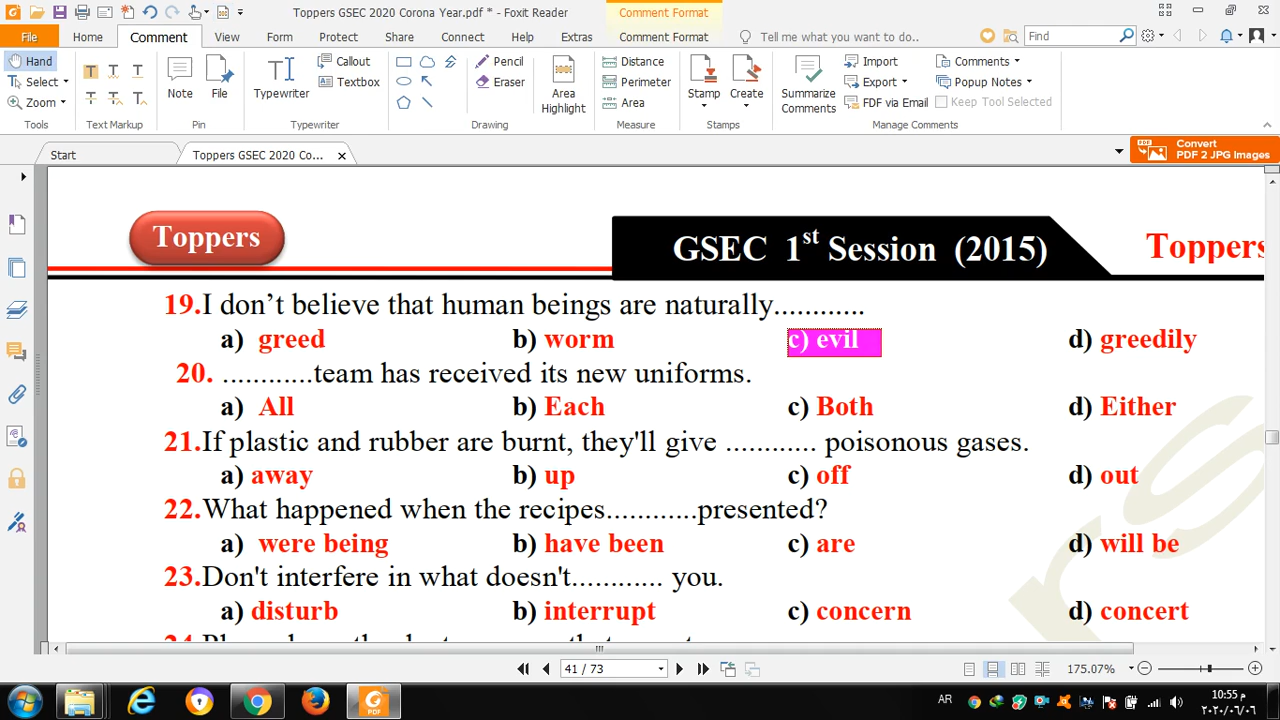 Toppers GSEC 2020 Corona Year.pdf * - Foxit Reader
Comment Format
File
Home
Comment
View
Form
Protect
Share
Connect
Help
Extras
Comment Format
Tell me what you want to do..
Find
Hand
Select
Zoom
Tools
Text Markup
Note
File
Pin
Typewriter
Callout
Textbox
Typewriter
Pencil
Eraser
Drawing
Area
Highlight
Distance
Perimeter
Area
Measure
Stamp
Create
Stamps
Summarize
Comments
Import
Export
FDF via Email
Comments
Popup Notes
Keep Tool Selected
Manage Comments
Start
Toppers GSEC 2020 Co...
Convert
PDF 2 JPG Images
Toppers
GSEC 1st Session (2015)
Toppers
19.I don't believe that human beings are naturally............
a) greed b) worm c) evil d) greedily
20. ............team has received its new uniforms.
a) All b) Each c) Both d) Either
21.If plastic and rubber are burnt, they'll give ............ poisonous gases.
a) away b) up c) off d) out
22.What happened when the recipes............presented?
a) were being b) have been c) are d) will be
23.Don't interfere in what doesn't............ you.
a) disturb b) interrupt c) concern d) concert
41 / 73
175.07%
AR
10:55 م
٢٠٢٠/٠٦/٠٦